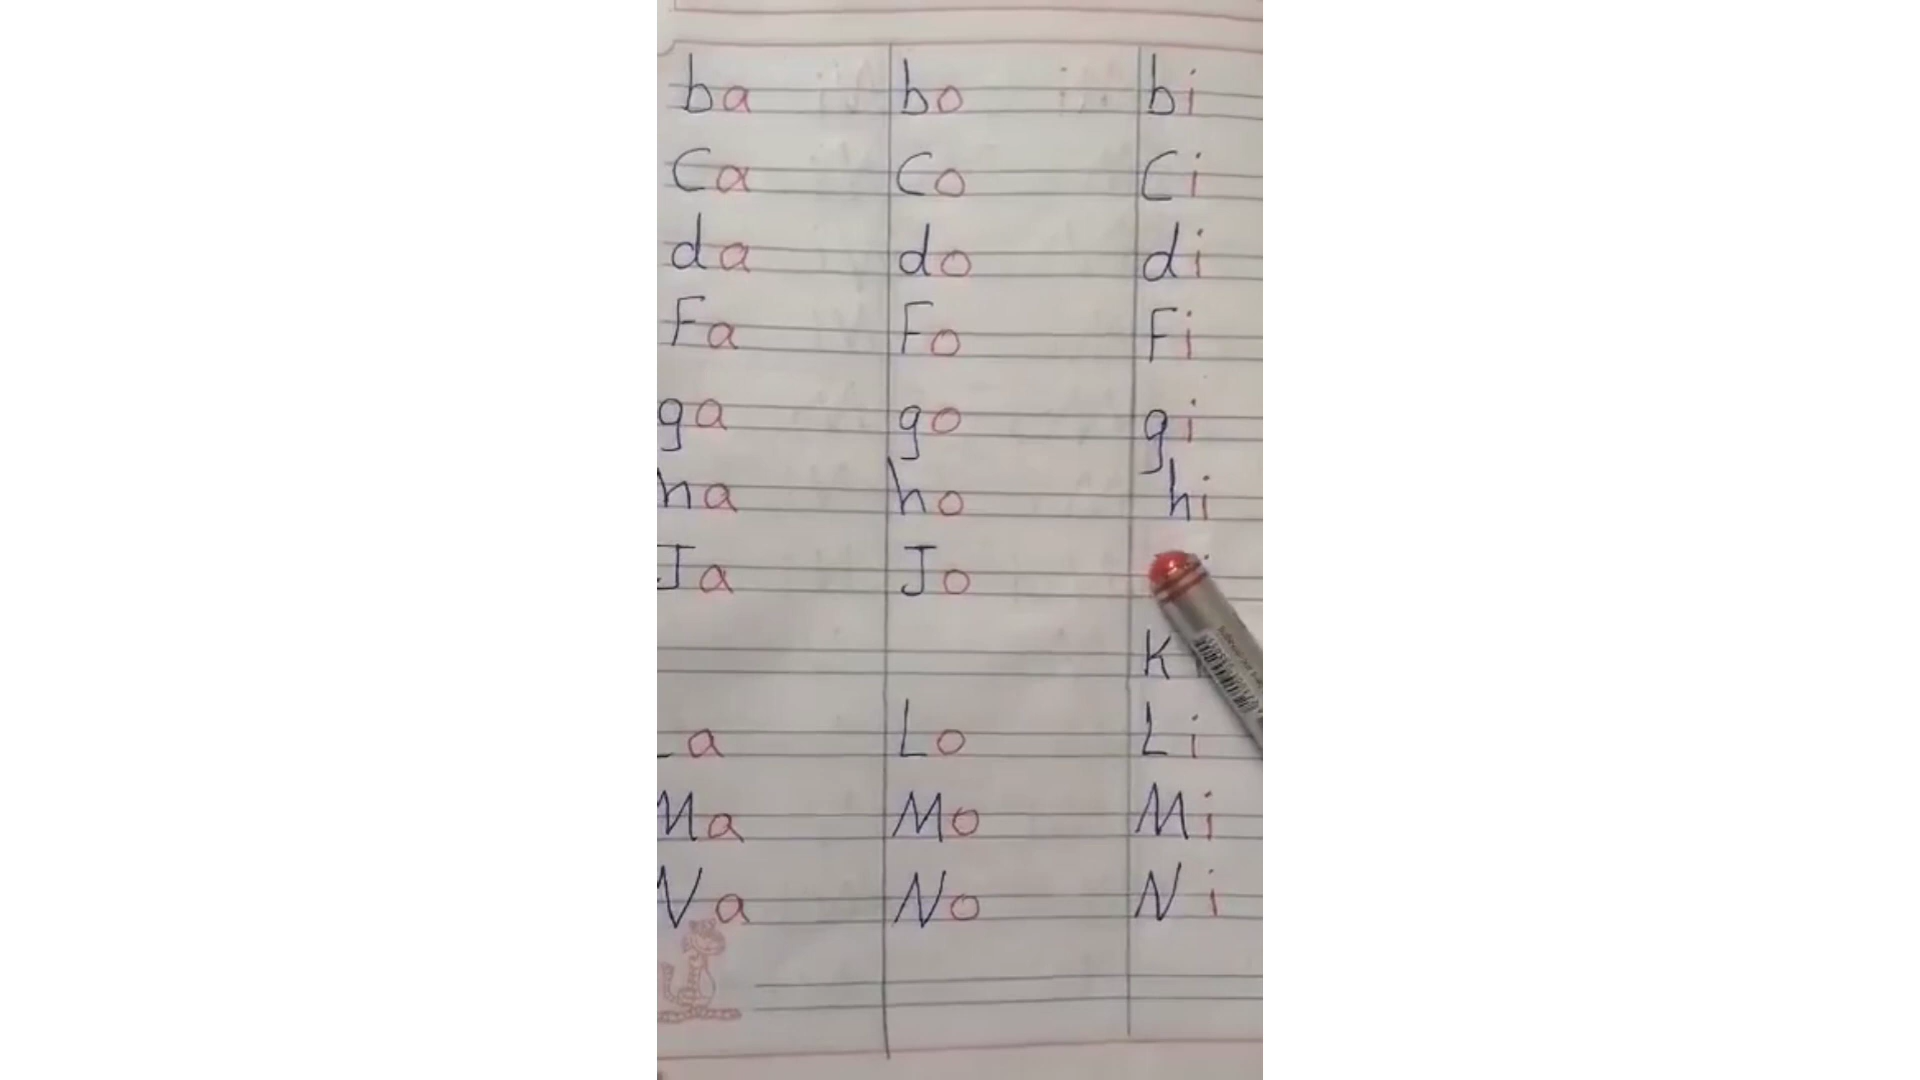 ba bo bi
Ca Co Ci
da do di
Fa Fo Fi
ga go gi
ha ho hi
Ja Jo
K
La Lo Li
Ma Mo Mi
Na No Ni